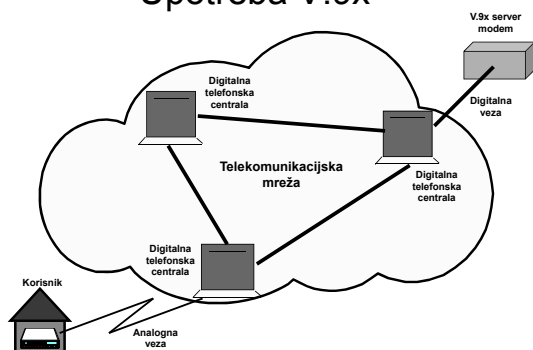 Upotreba V.9x
V.9x server
modem
Digitalna
telefonska
centrala
Digitalna
veza
Telekomunikacijska
mreža
Digitalna
telefonska
centrala
Digitalna
telefonska
centrala
Korisnik
Analogna
veza